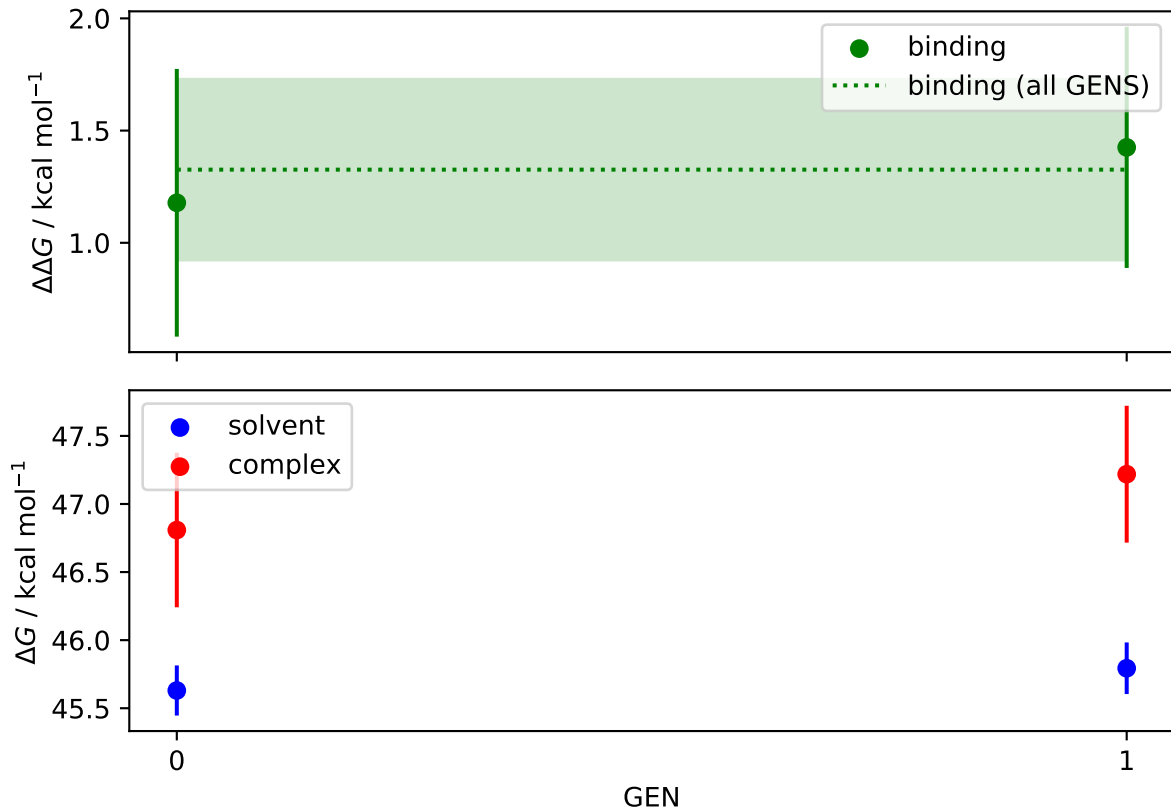 2.0
1.5
1.0
ΔΔG / kcal mol⁻¹
binding
binding (all GENS)
47.5
47.0
46.5
46.0
45.5
ΔG / kcal mol⁻¹
solvent
complex
0
1
GEN